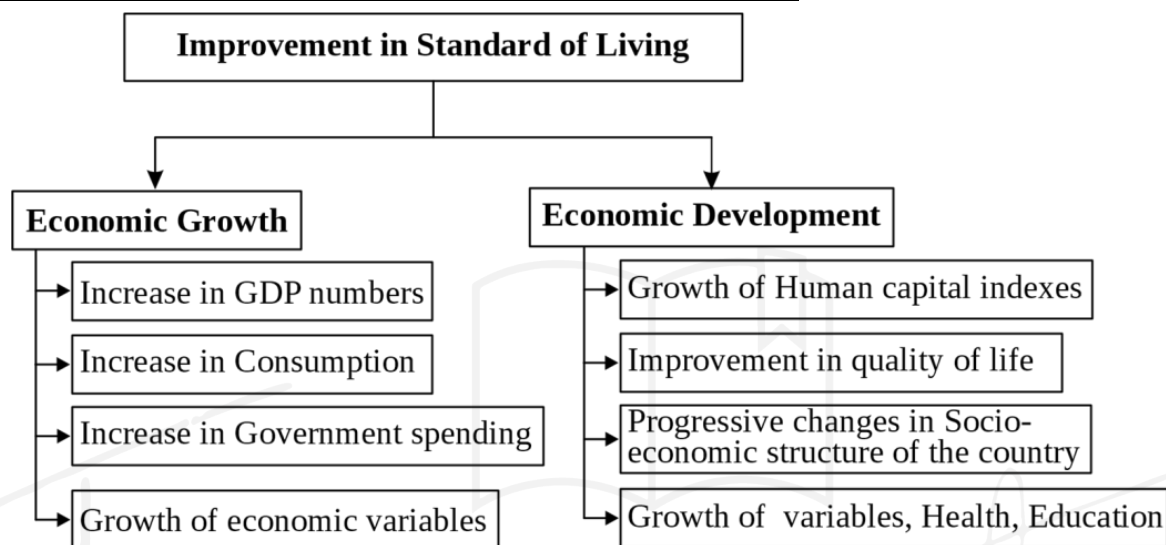 Improvement in Standard of Living
Economic Growth
Increase in GDP numbers
Increase in Consumption
Increase in Government spending
Growth of economic variables
Economic Development
Growth of Human capital indexes
Improvement in quality of life
Progressive changes in Socio-
economic structure of the country
Growth of variables, Health, Education